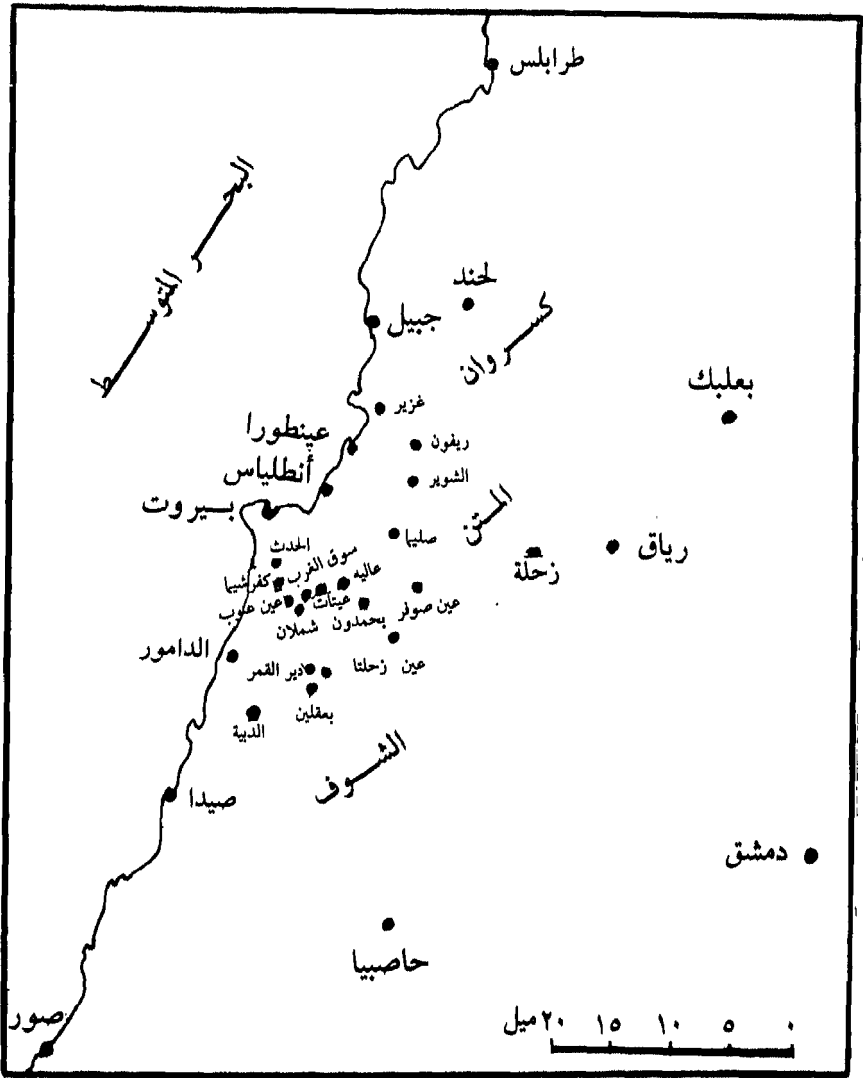 طرابلس
البحر المتوسط
لحند
جبيل
كسروان
بعلبك
غزير
عينطورا
ريفون
أنطلياس
الشوير
بيروت
المتن
صليما
الحدث
سوق الغرب
رياق
زحلة
كفرشيما
عاليه
عين عنوب
عيتات
بحمدون
عين صوفر
شملان
الدامور
دير القمر
عين زحلتا
بعقلين
الدبية
الشوف
صيدا
دمشق
حاصبيا
صور
٠ ٥ ١٠ ١٥ ٢٠ ميل